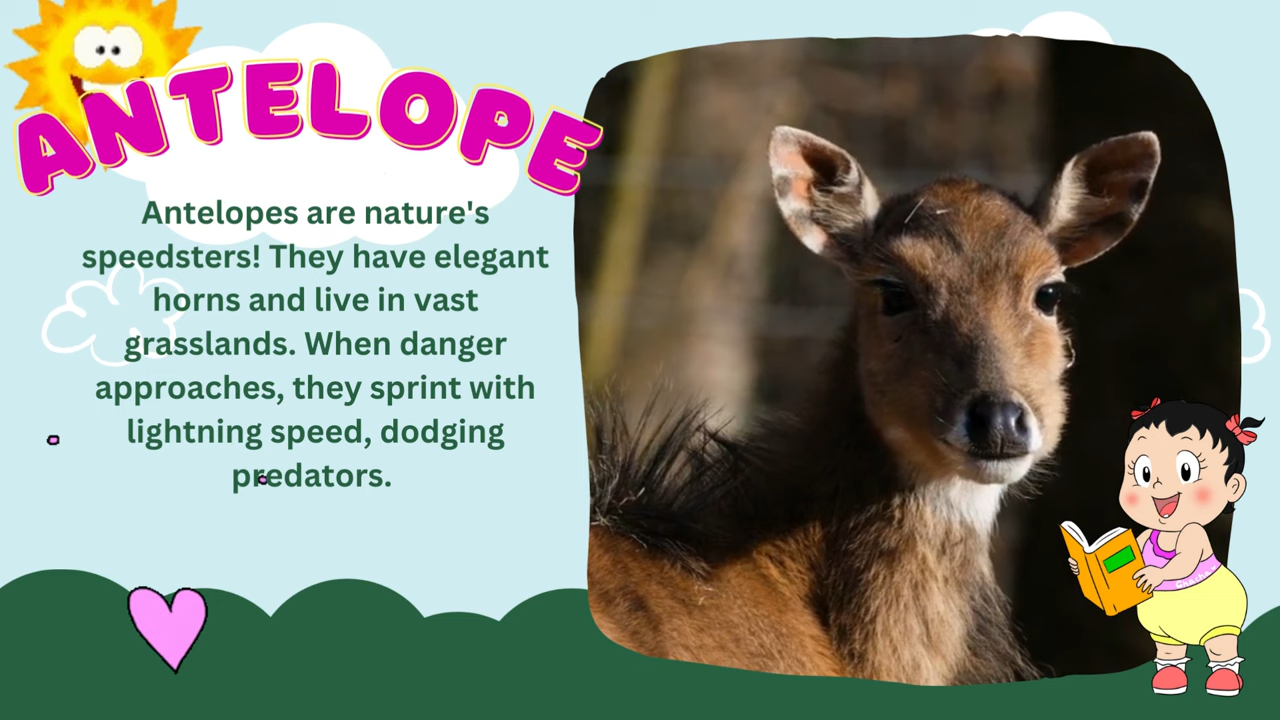 ANTELOPE
Antelopes are nature's
speedsters! They have elegant
horns and live in vast
grasslands. When danger
approaches, they sprint with
lightning speed, dodging
predators.